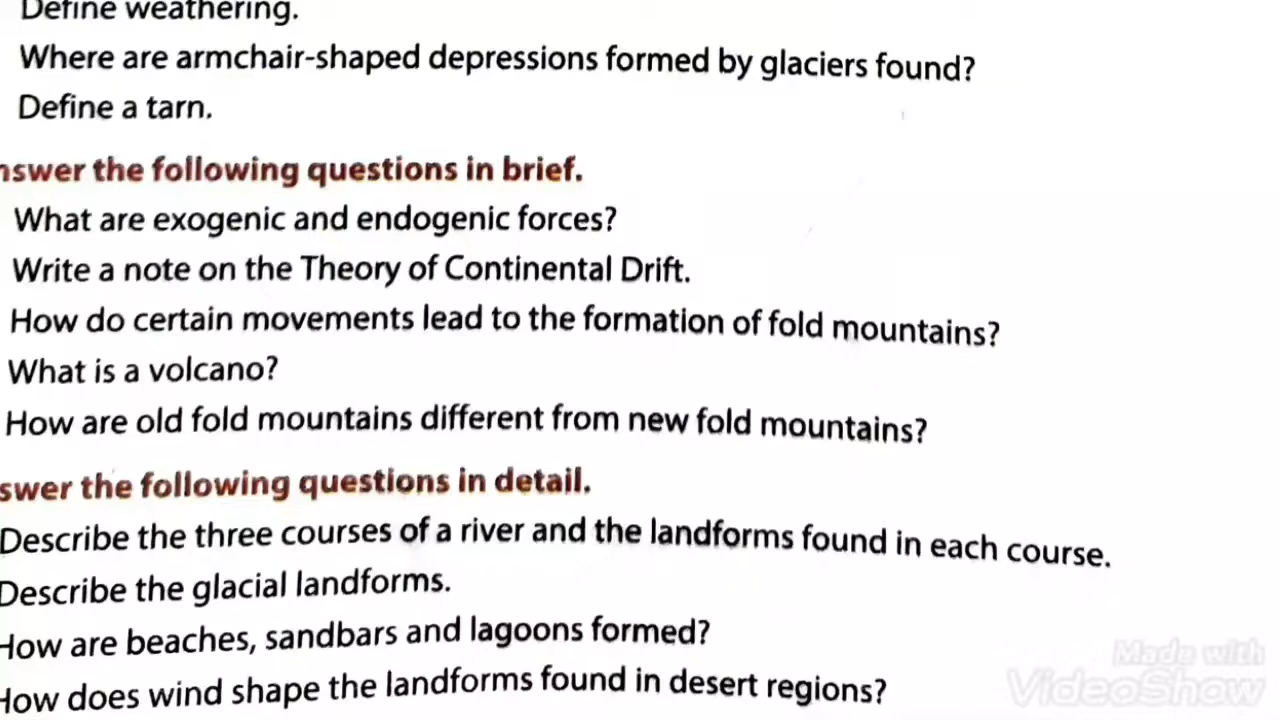 Define weathering.
Where are armchair-shaped depressions formed by glaciers found?
Define a tarn.
nswer the following questions in brief.
What are exogenic and endogenic forces?
Write a note on the Theory of Continental Drift.
How do certain movements lead to the formation of fold mountains?
What is a volcano?
How are old fold mountains different from new fold mountains?
swer the following questions in detail.
Describe the three courses of a river and the landforms found in each course.
Describe the glacial landforms.
How are beaches, sandbars and lagoons formed?
How does wind shape the landforms found in desert regions?
Made with
VideoShow